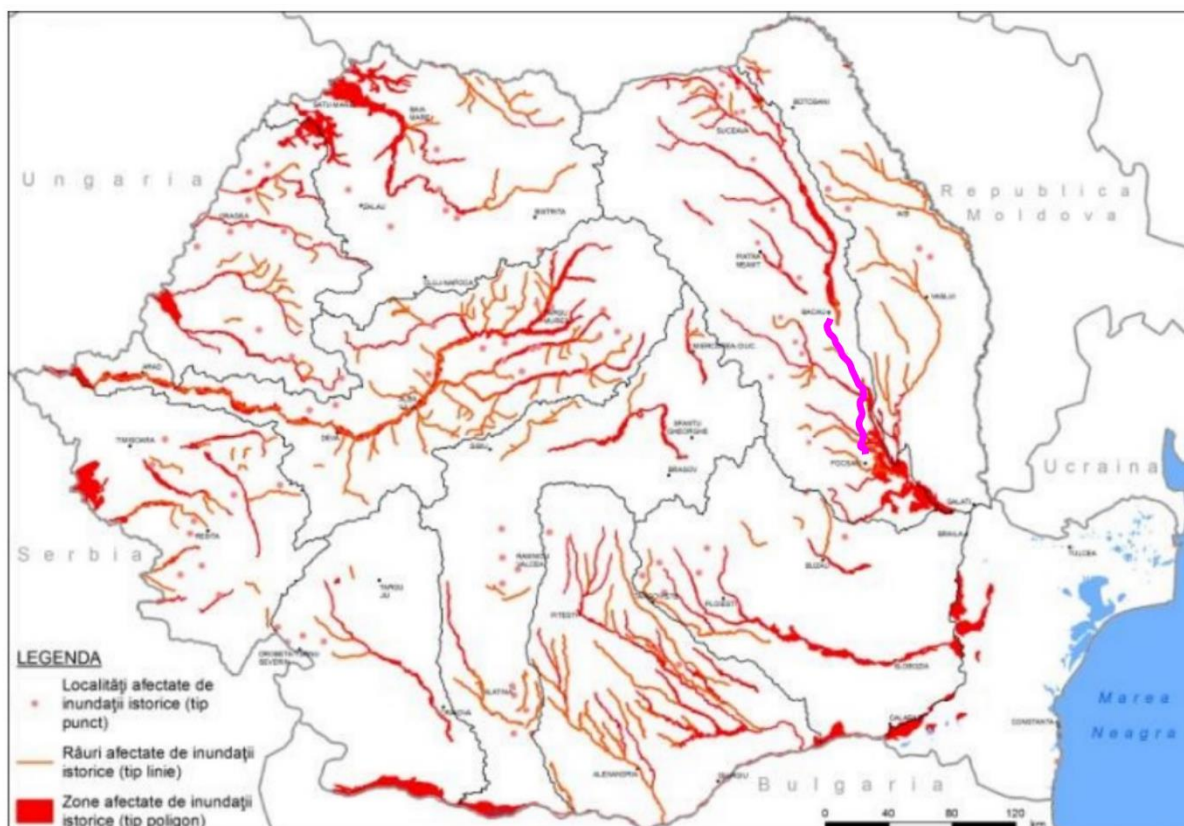 SATU-MARE
BAIA
MARE
BOTOSANI
SUCEAVA
Ungaria
Republica
Moldova
ZALAU
BISTRITA
ORADEA
IASI
PIATRA
NEAMT
CLUJ-NAPOCA
VASLUI
BACAU
TARGU
MURES
MIERCUREA-CIUC
ARAD
ALBA
DEVA
SIBIU
SFANTU
GHEORGHE
BRASOV
TIMISOARA
FOCSANI
Ucraina
GALATI
BRAILA
TULCEA
RESITA
Serbia
RAMNICU
VALCEA
TARGU
JIU
BUZAU
PITESTI
PLOIESTI
LEGENDA
DROBETA-TURNU
SEVERIN
SLOBOZIA
Localități afectate de
inundații istorice (tip
punct)
SLATINA
CRAIOVA
CALARASI
CONSTANTA
Marea
Neagra
Râuri afectate de inundații
istorice (tip linie)
ALEXANDRIA
GIURGIU
Bulgaria
Zone afectate de inundații
istorice (tip poligon)
0 40 80 120
km